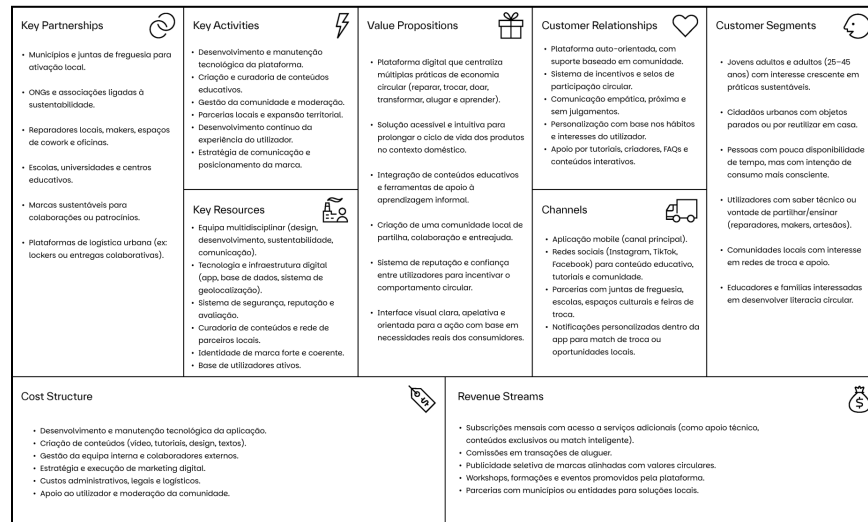 Key Partnerships
• Municípios e juntas de freguesia para
ativação local.
• ONGs e associações ligadas à
sustentabilidade.
• Reparadores locais, makers, espaços
de cowork e oficinas.
• Escolas, universidades e centros
educativos.
• Marcas sustentáveis para
colaborações ou patrocínios.
• Plataformas de logística urbana (ex:
lockers ou entregas colaborativas).
Key Activities
• Desenvolvimento e manutenção
tecnológica da plataforma.
• Criação e curadoria de conteúdos
educativos.
• Gestão da comunidade e moderação.
• Parcerias locais e expansão territorial.
• Desenvolvimento contínuo da
experiência do utilizador.
• Estratégia de comunicação e
posicionamento da marca.
Key Resources
• Equipa multidisciplinar (design,
desenvolvimento, sustentabilidade,
comunicação).
• Tecnologia e infraestrutura digital
(app, base de dados, sistema de
geolocalização).
• Sistema de segurança, reputação e
avaliação.
• Curadoria de conteúdos e rede de
parceiros locais.
• Identidade de marca forte e coerente.
• Base de utilizadores ativos.
Value Propositions
• Plataforma digital que centraliza
múltiplas práticas de economia
circular (reparar, trocar, doar,
transformar, alugar e aprender).
• Solução acessível e intuitiva para
prolongar o ciclo de vida dos produtos
no contexto doméstico.
• Integração de conteúdos educativos
e ferramentas de apoio à
aprendizagem informal.
• Criação de uma comunidade local de
partilha, colaboração e entreajuda.
• Sistema de reputação e confiança
entre utilizadores para incentivar o
comportamento circular.
• Interface visual clara, apelativa e
orientada para a ação com base em
necessidades reais dos consumidores.
Customer Relationships
• Plataforma auto-orientada, com
suporte baseado em comunidade.
• Sistema de incentivos e selos de
participação circular.
• Comunicação empática, próxima e
sem julgamentos.
• Personalização com base nos hábitos
e interesses do utilizador.
• Apoio por tutoriais, criadores, FAQs e
conteúdos interativos.
Channels
• Aplicação mobile (canal principal).
• Redes sociais (Instagram, TikTok,
Facebook) para conteúdo educativo,
tutoriais e comunidade.
• Parcerias com juntas de freguesia,
escolas, espaços culturais e feiras de
troca.
• Notificações personalizadas dentro da
app para match de troca ou
oportunidades locais.
Customer Segments
• Jovens adultos e adultos (25–45
anos) com interesse crescente em
práticas sustentáveis.
• Cidadãos urbanos com objetos
parados ou por reutilizar em casa.
• Pessoas com pouca disponibilidade
de tempo, mas com intenção de
consumo mais consciente.
• Utilizadores com saber técnico ou
vontade de partilhar/ensinar
(reparadores, makers, artesãos).
• Comunidades locais com interesse
em redes de troca e apoio.
• Educadores e famílias interessadas
em desenvolver literacia circular.
Cost Structure
• Desenvolvimento e manutenção tecnológica da aplicação.
• Criação de conteúdos (vídeo, tutoriais, design, textos).
• Gestão da equipa interna e colaboradores externos.
• Estratégia e execução de marketing digital.
• Custos administrativos, legais e logísticos.
• Apoio ao utilizador e moderação da comunidade.
Revenue Streams
• Subscrições mensais com acesso a serviços adicionais (como apoio técnico,
conteúdos exclusivos ou match inteligente).
• Comissões em transações de aluguer.
• Publicidade seletiva de marcas alinhadas com valores circulares.
• Workshops, formações e eventos promovidos pela plataforma.
• Parcerias com municípios ou entidades para soluções locais.